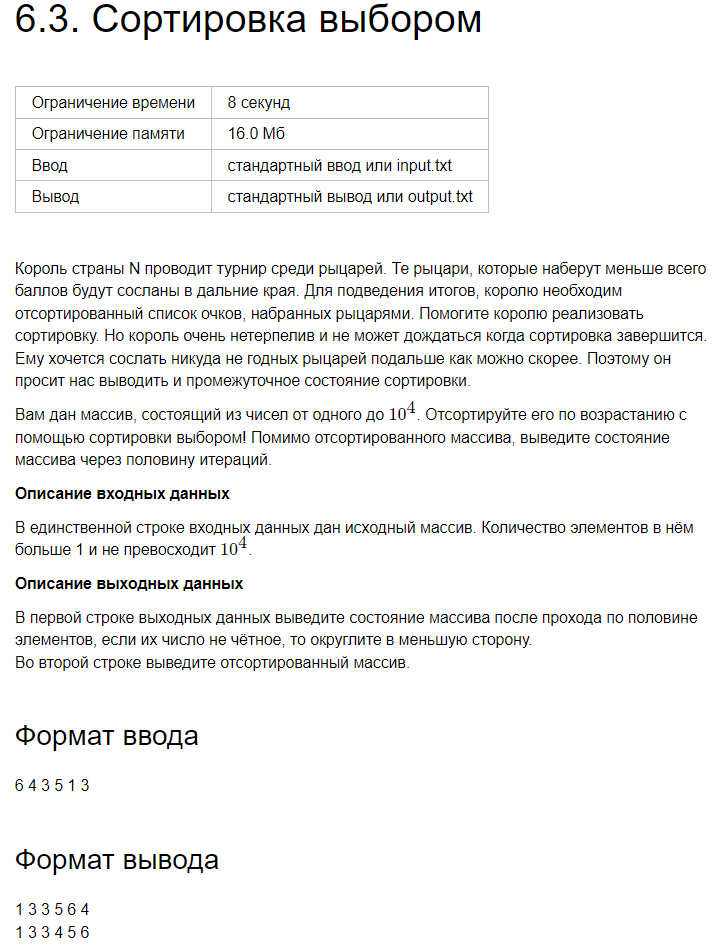 6.3. Сортировка выбором
Ограничение времени 8 секунд
Ограничение памяти 16.0 Мб
Ввод стандартный ввод или input.txt
Вывод стандартный вывод или output.txt
Король страны N проводит турнир среди рыцарей. Те рыцари, которые наберут меньше всего
баллов будут сосланы в дальние края. Для подведения итогов, королю необходим
отсортированный список очков, набранных рыцарями. Помогите королю реализовать
сортировку. Но король очень нетерпелив и не может дождаться когда сортировка завершится.
Ему хочется сослать никуда не годных рыцарей подальше как можно скорее. Поэтому он
просит нас выводить и промежуточное состояние сортировки.
Вам дан массив, состоящий из чисел от одного до 10⁴. Отсортируйте его по возрастанию с
помощью сортировки выбором! Помимо отсортированного массива, выведите состояние
массива через половину итераций.
Описание входных данных
В единственной строке входных данных дан исходный массив. Количество элементов в нём
больше 1 и не превосходит 10⁴.
Описание выходных данных
В первой строке выходных данных выведите состояние массива после прохода по половине
элементов, если их число не чётное, то округлите в меньшую сторону.
Во второй строке выведите отсортированный массив.
Формат ввода
6 4 3 5 1 3
Формат вывода
1 3 3 5 6 4
1 3 3 4 5 6